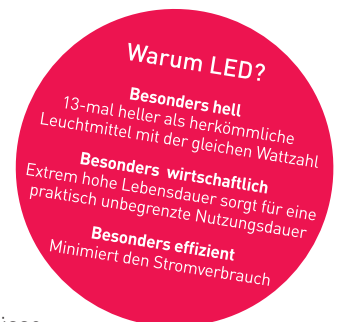 Warum LED?
Besonders hell
13-mal heller als herkömmliche
Leuchtmittel mit der gleichen Wattzahl
Besonders wirtschaftlich
Extrem hohe Lebensdauer sorgt für eine
praktisch unbegrenzte Nutzungsdauer
Besonders effizient
Minimiert den Stromverbrauch